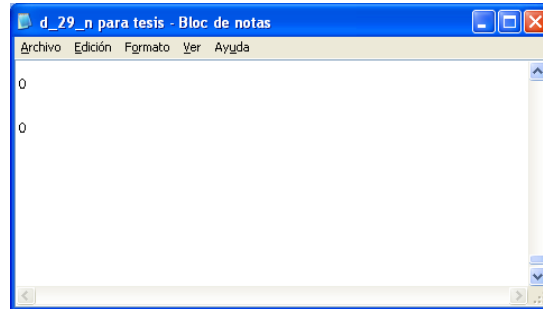 d_29_n para tesis - Bloc de notas
Archivo Edición Formato Ver Ayuda
0
0